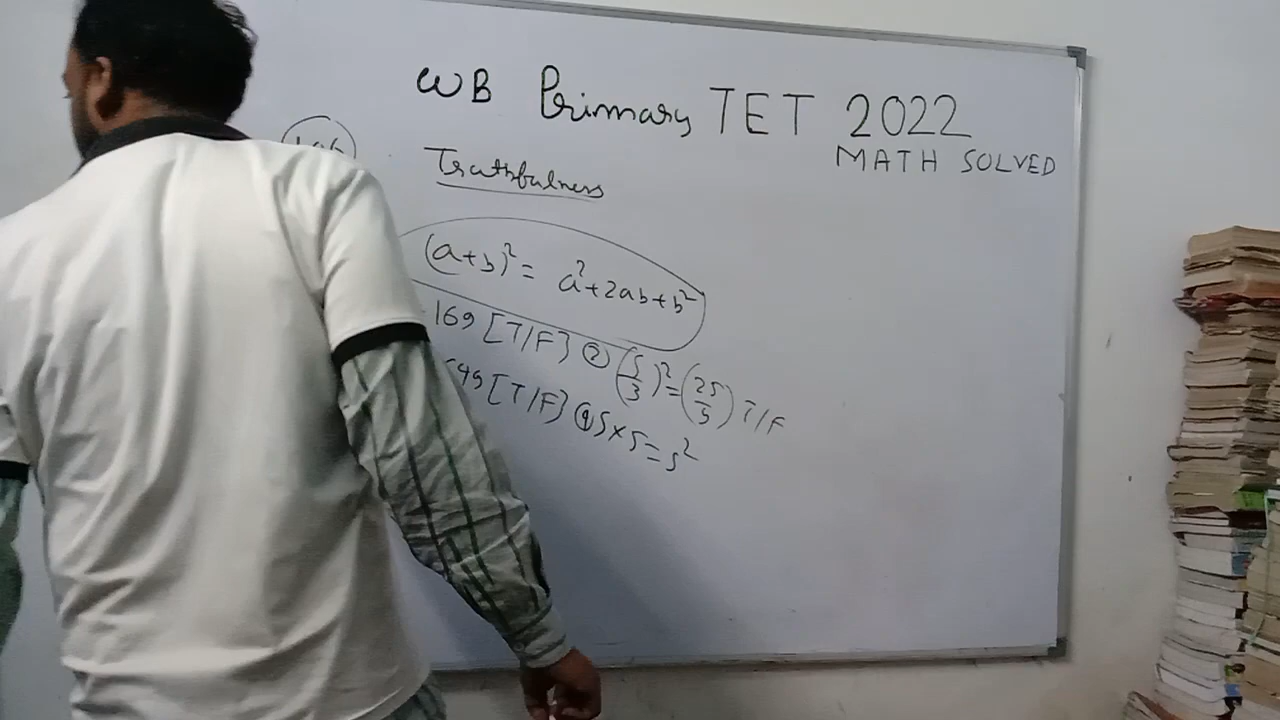 WB Primary TET 2022
MATH SOLVED
Truthfulness
(a+b)² = a²+2ab+b²
169 [T/F] ② (5/3)² = (25/5) T/F
49 [T/F] ④ 5×5=5²